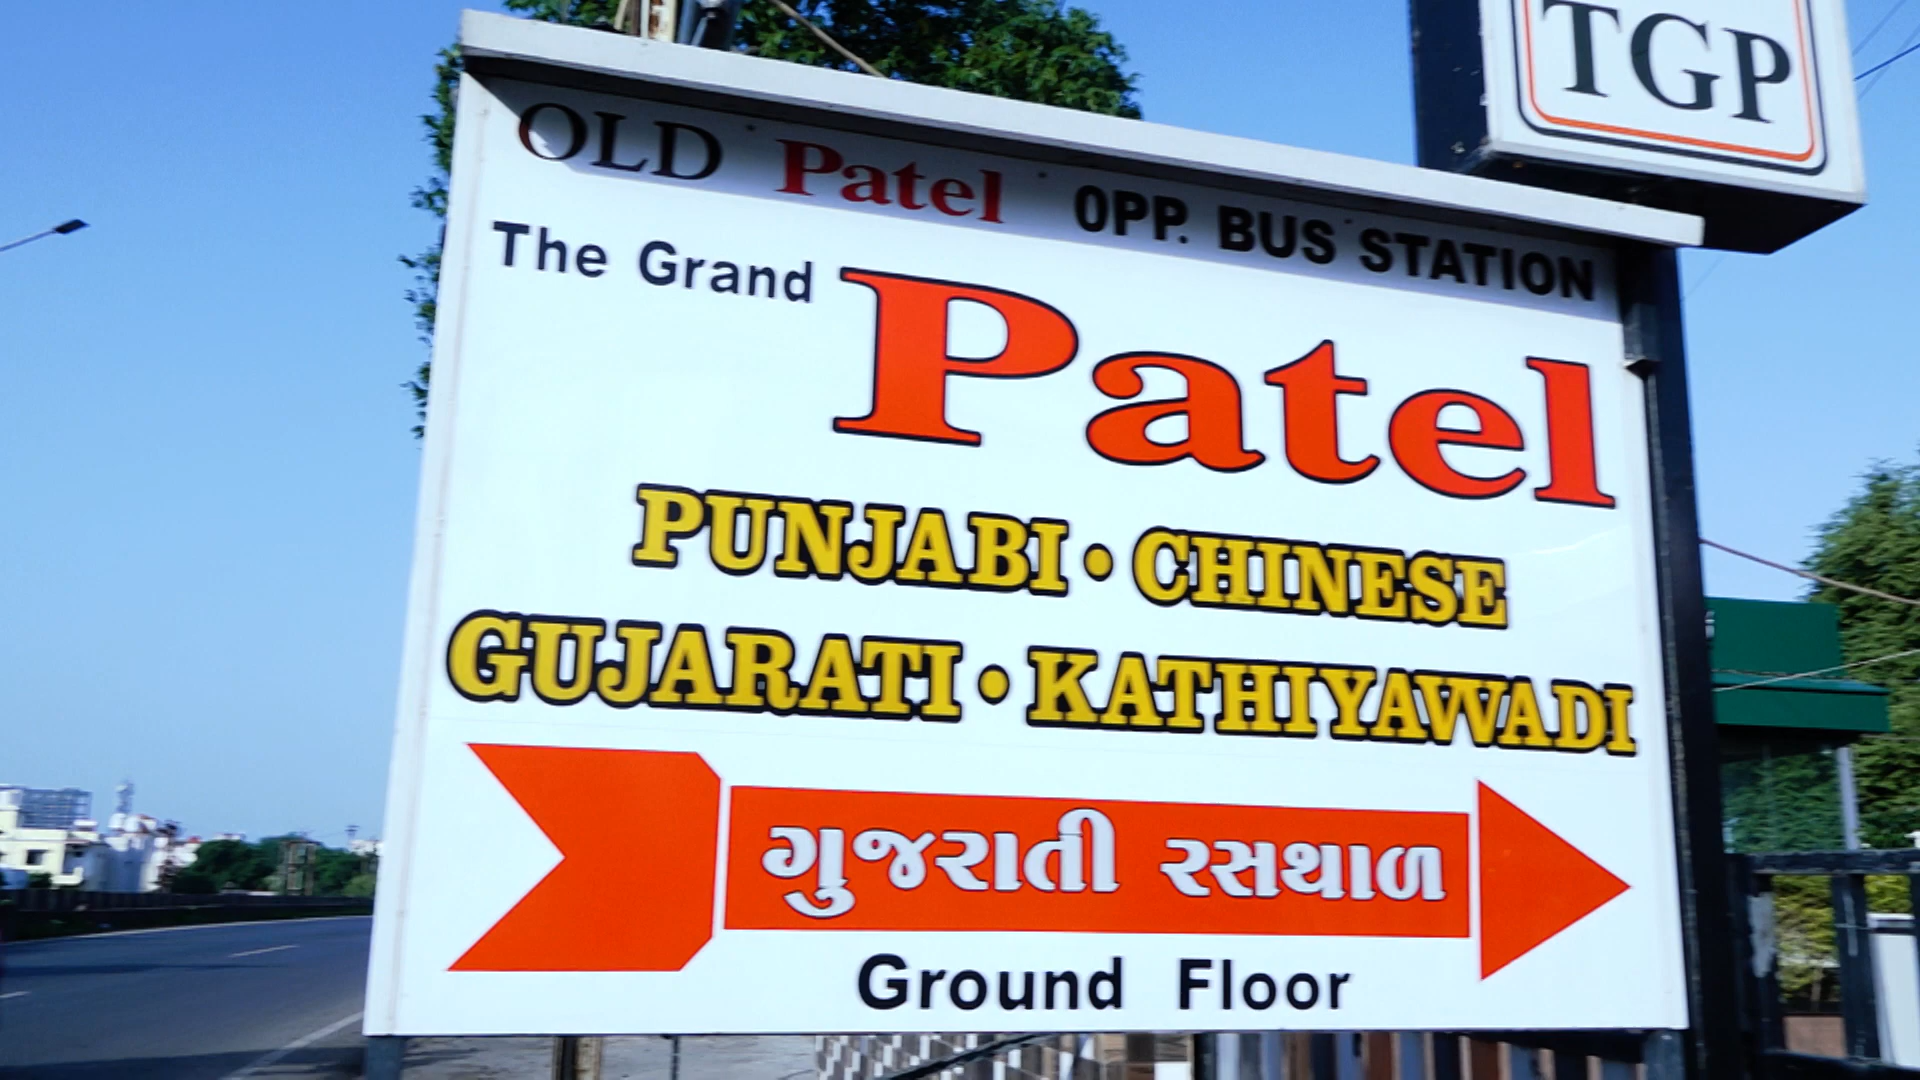 TGP
OLD Patel OPP. BUS STATION
The Grand Patel
PUNJABI • CHINESE
GUJARATI • KATHIYAWADI
ગુજરાતી રસથાળ
Ground Floor